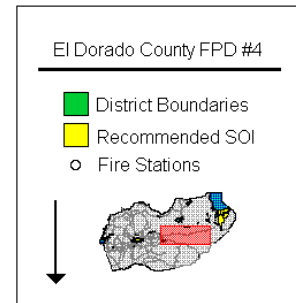 El Dorado County FPD #4
District Boundaries
Recommended SOI
Fire Stations